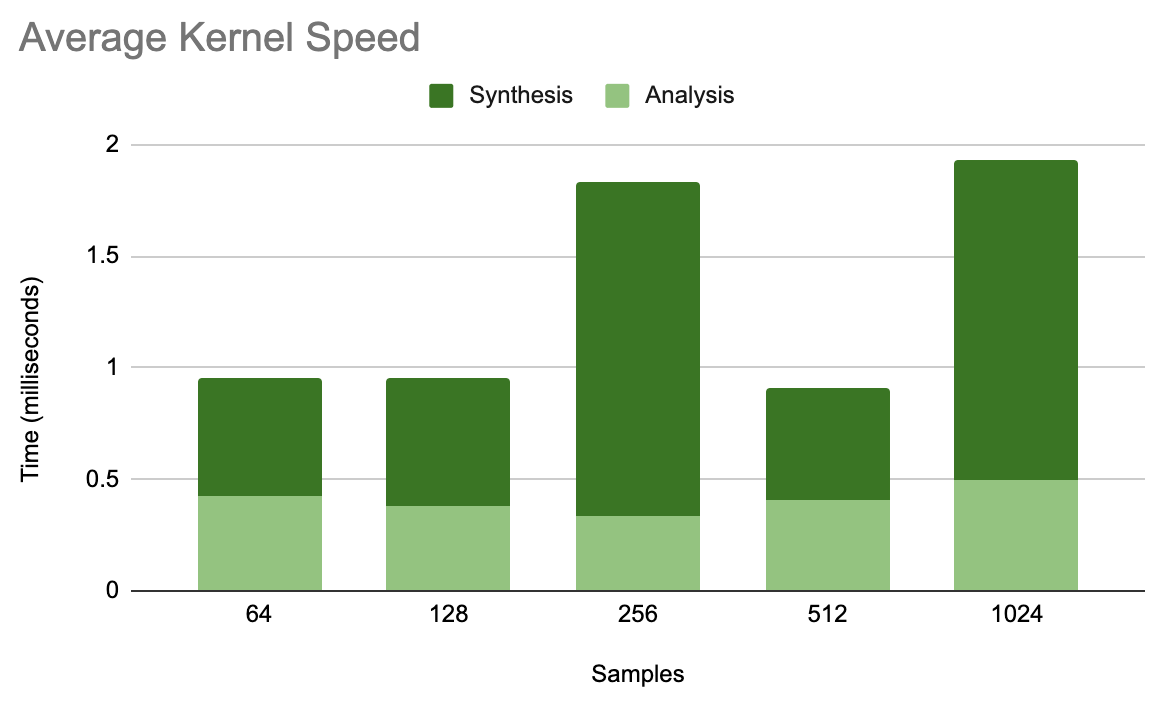 Average Kernel Speed
Synthesis Analysis
2
1.5
1
0.5
0
Time (milliseconds)
64 128 256 512 1024
Samples